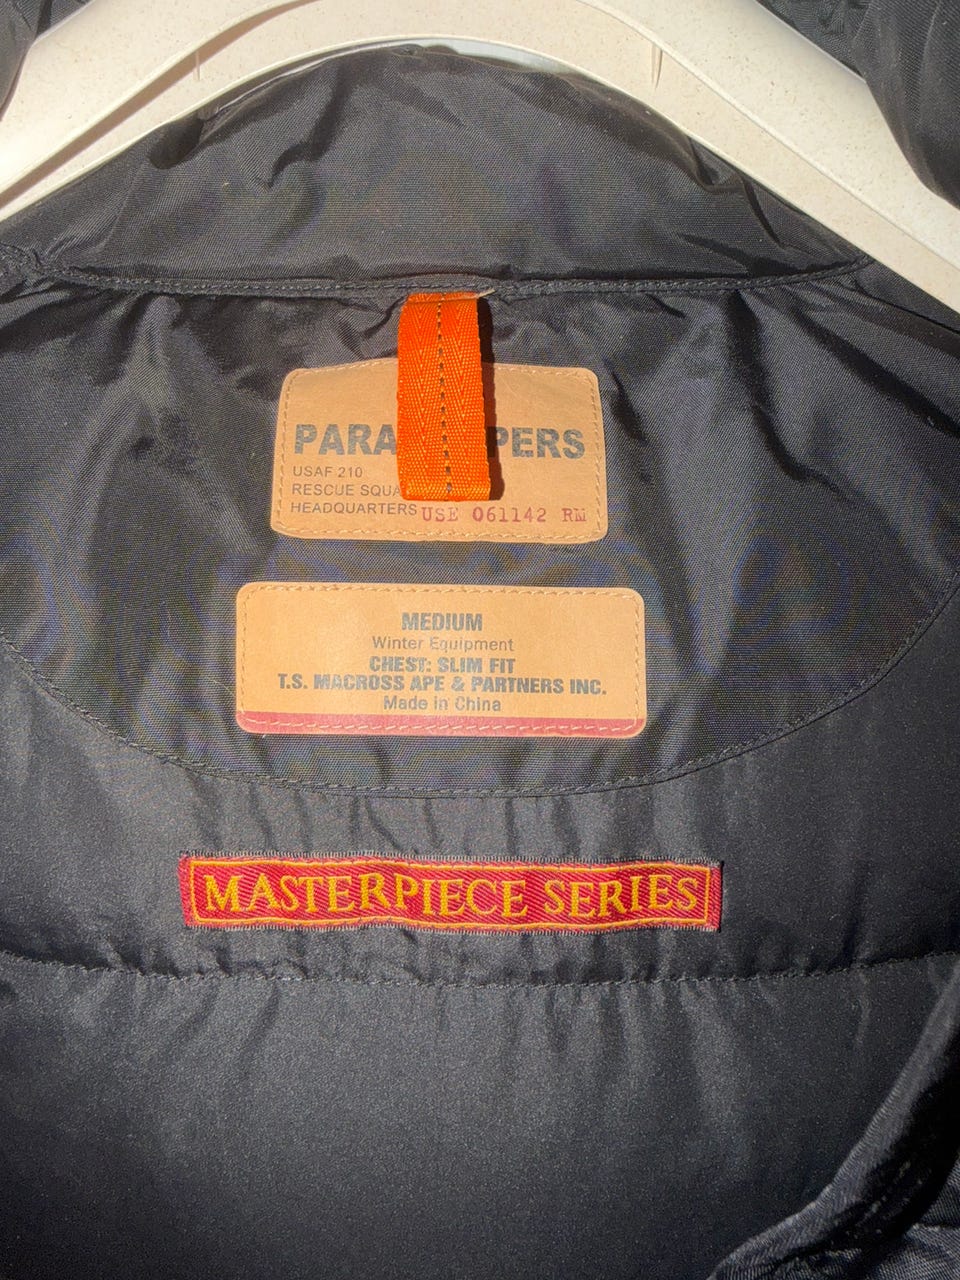 PARA PERS
USAF 210
RESCUE SQUA
HEADQUARTERS USE 061142 RM
MEDIUM
Winter Equipment
CHEST: SLIM FIT
T.S. MACROSS APE & PARTNERS INC.
Made in China
MASTERPIECE SERIES